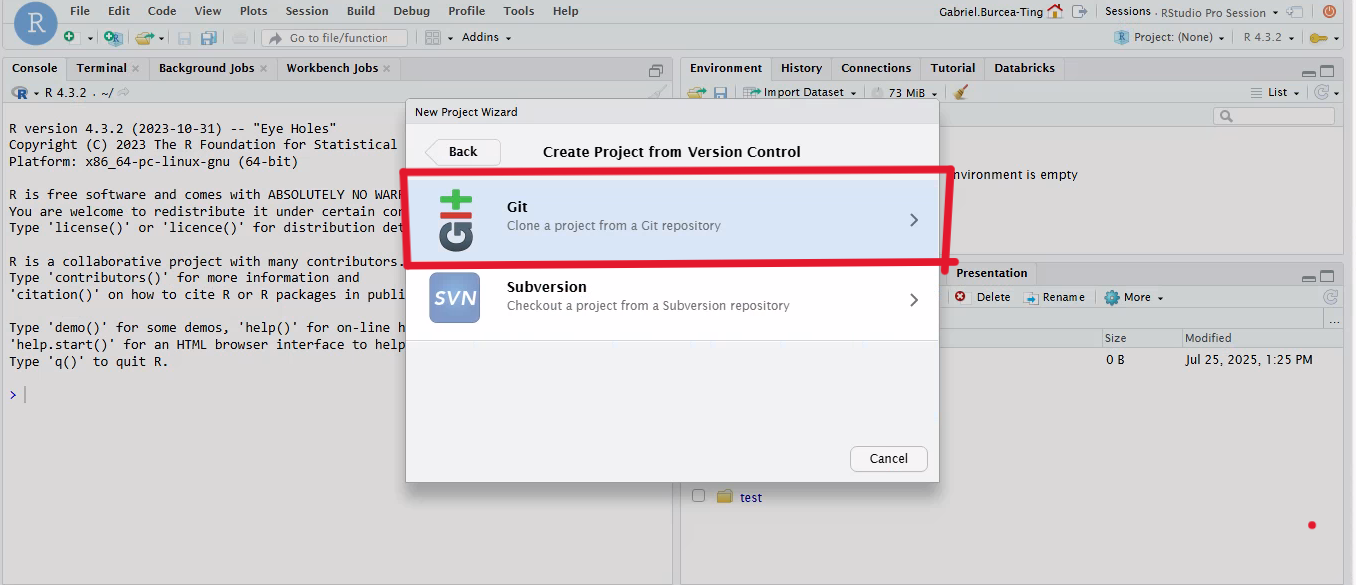 R
File Edit Code View Plots Session Build Debug Profile Tools Help
Gabriel.Burcea-Ting Sessions RStudio Pro Session
Go to file/function Addins
R Project: (None) R 4.3.2
Console Terminal Background Jobs Workbench Jobs
Environment History Connections Tutorial Databricks
R R 4.3.2 . ~/
Import Dataset 73 MiB List
New Project Wizard
Back Create Project from Version Control
Git
Clone a project from a Git repository
Git
SVN
Subversion
Checkout a project from a Subversion repository
Cancel
R version 4.3.2 (2023-10-31) -- "Eye Holes"
Copyright (C) 2023 The R Foundation for Statistical
Platform: x86_64-pc-linux-gnu (64-bit)
R is free software and comes with ABSOLUTELY NO WARR
You are welcome to redistribute it under certain con
Type 'license()' or 'licence()' for distribution det
R is a collaborative project with many contributors.
Type 'contributors()' for more information and
'citation()' on how to cite R or R packages in publi
Type 'demo()' for some demos, 'help()' for on-line h
'help.start()' for an HTML browser interface to help
Type 'q()' to quit R.
>
nvironment is empty
Presentation
Delete Rename More
...
Size Modified
0 B Jul 25, 2025, 1:25 PM
test